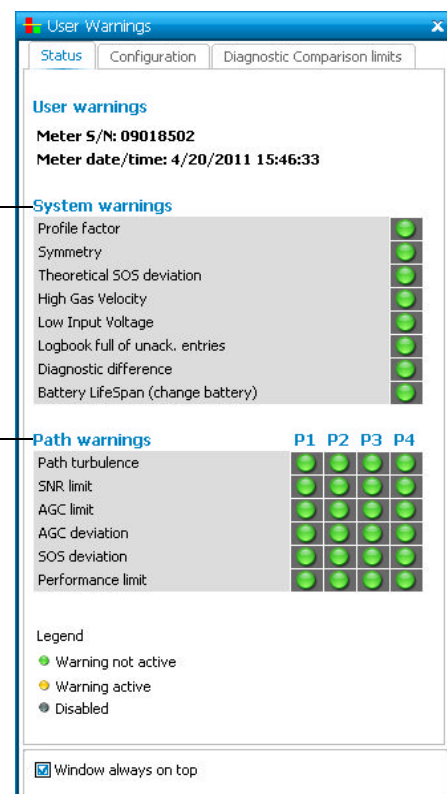 User Warnings x
Status Configuration Diagnostic Comparison limits
User warnings
Meter S/N: 09018502
Meter date/time: 4/20/2011 15:46:33
System warnings
Profile factor
Symmetry
Theoretical SOS deviation
High Gas Velocity
Low Input Voltage
Logbook full of unack. entries
Diagnostic difference
Battery LifeSpan (change battery)
Path warnings P1 P2 P3 P4
Path turbulence
SNR limit
AGC limit
AGC deviation
SOS deviation
Performance limit
Legend
Warning not active
Warning active
Disabled
Window always on top